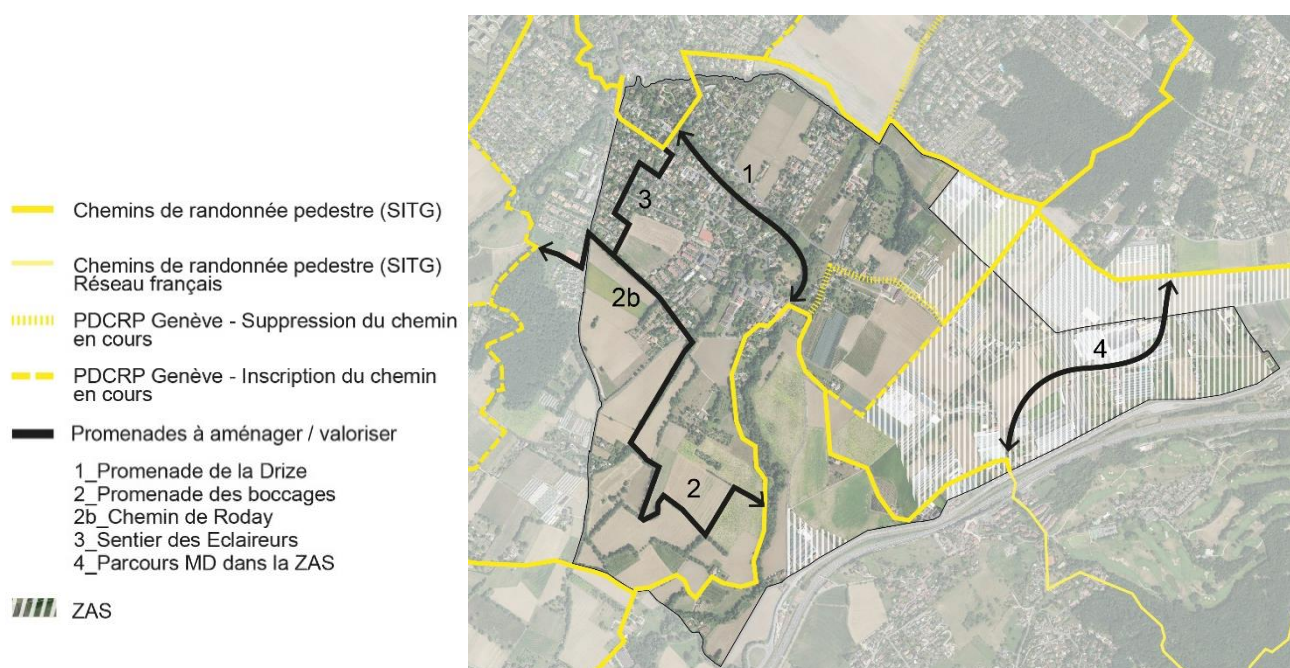 Chemins de randonnée pedestre (SITG)
Chemins de randonnée pedestre (SITG)
Réseau français
PDCRP Genève - Suppression du chemin
en cours
PDCRP Genève - Inscription du chemin
en cours
Promenades à aménager / valoriser
1_Promenade de la Drize
2_Promenade des boccages
2b_Chemin de Roday
3_Sentier des Eclaireurs
4_Parcours MD dans la ZAS
ZAS
1
3
2b
4
2